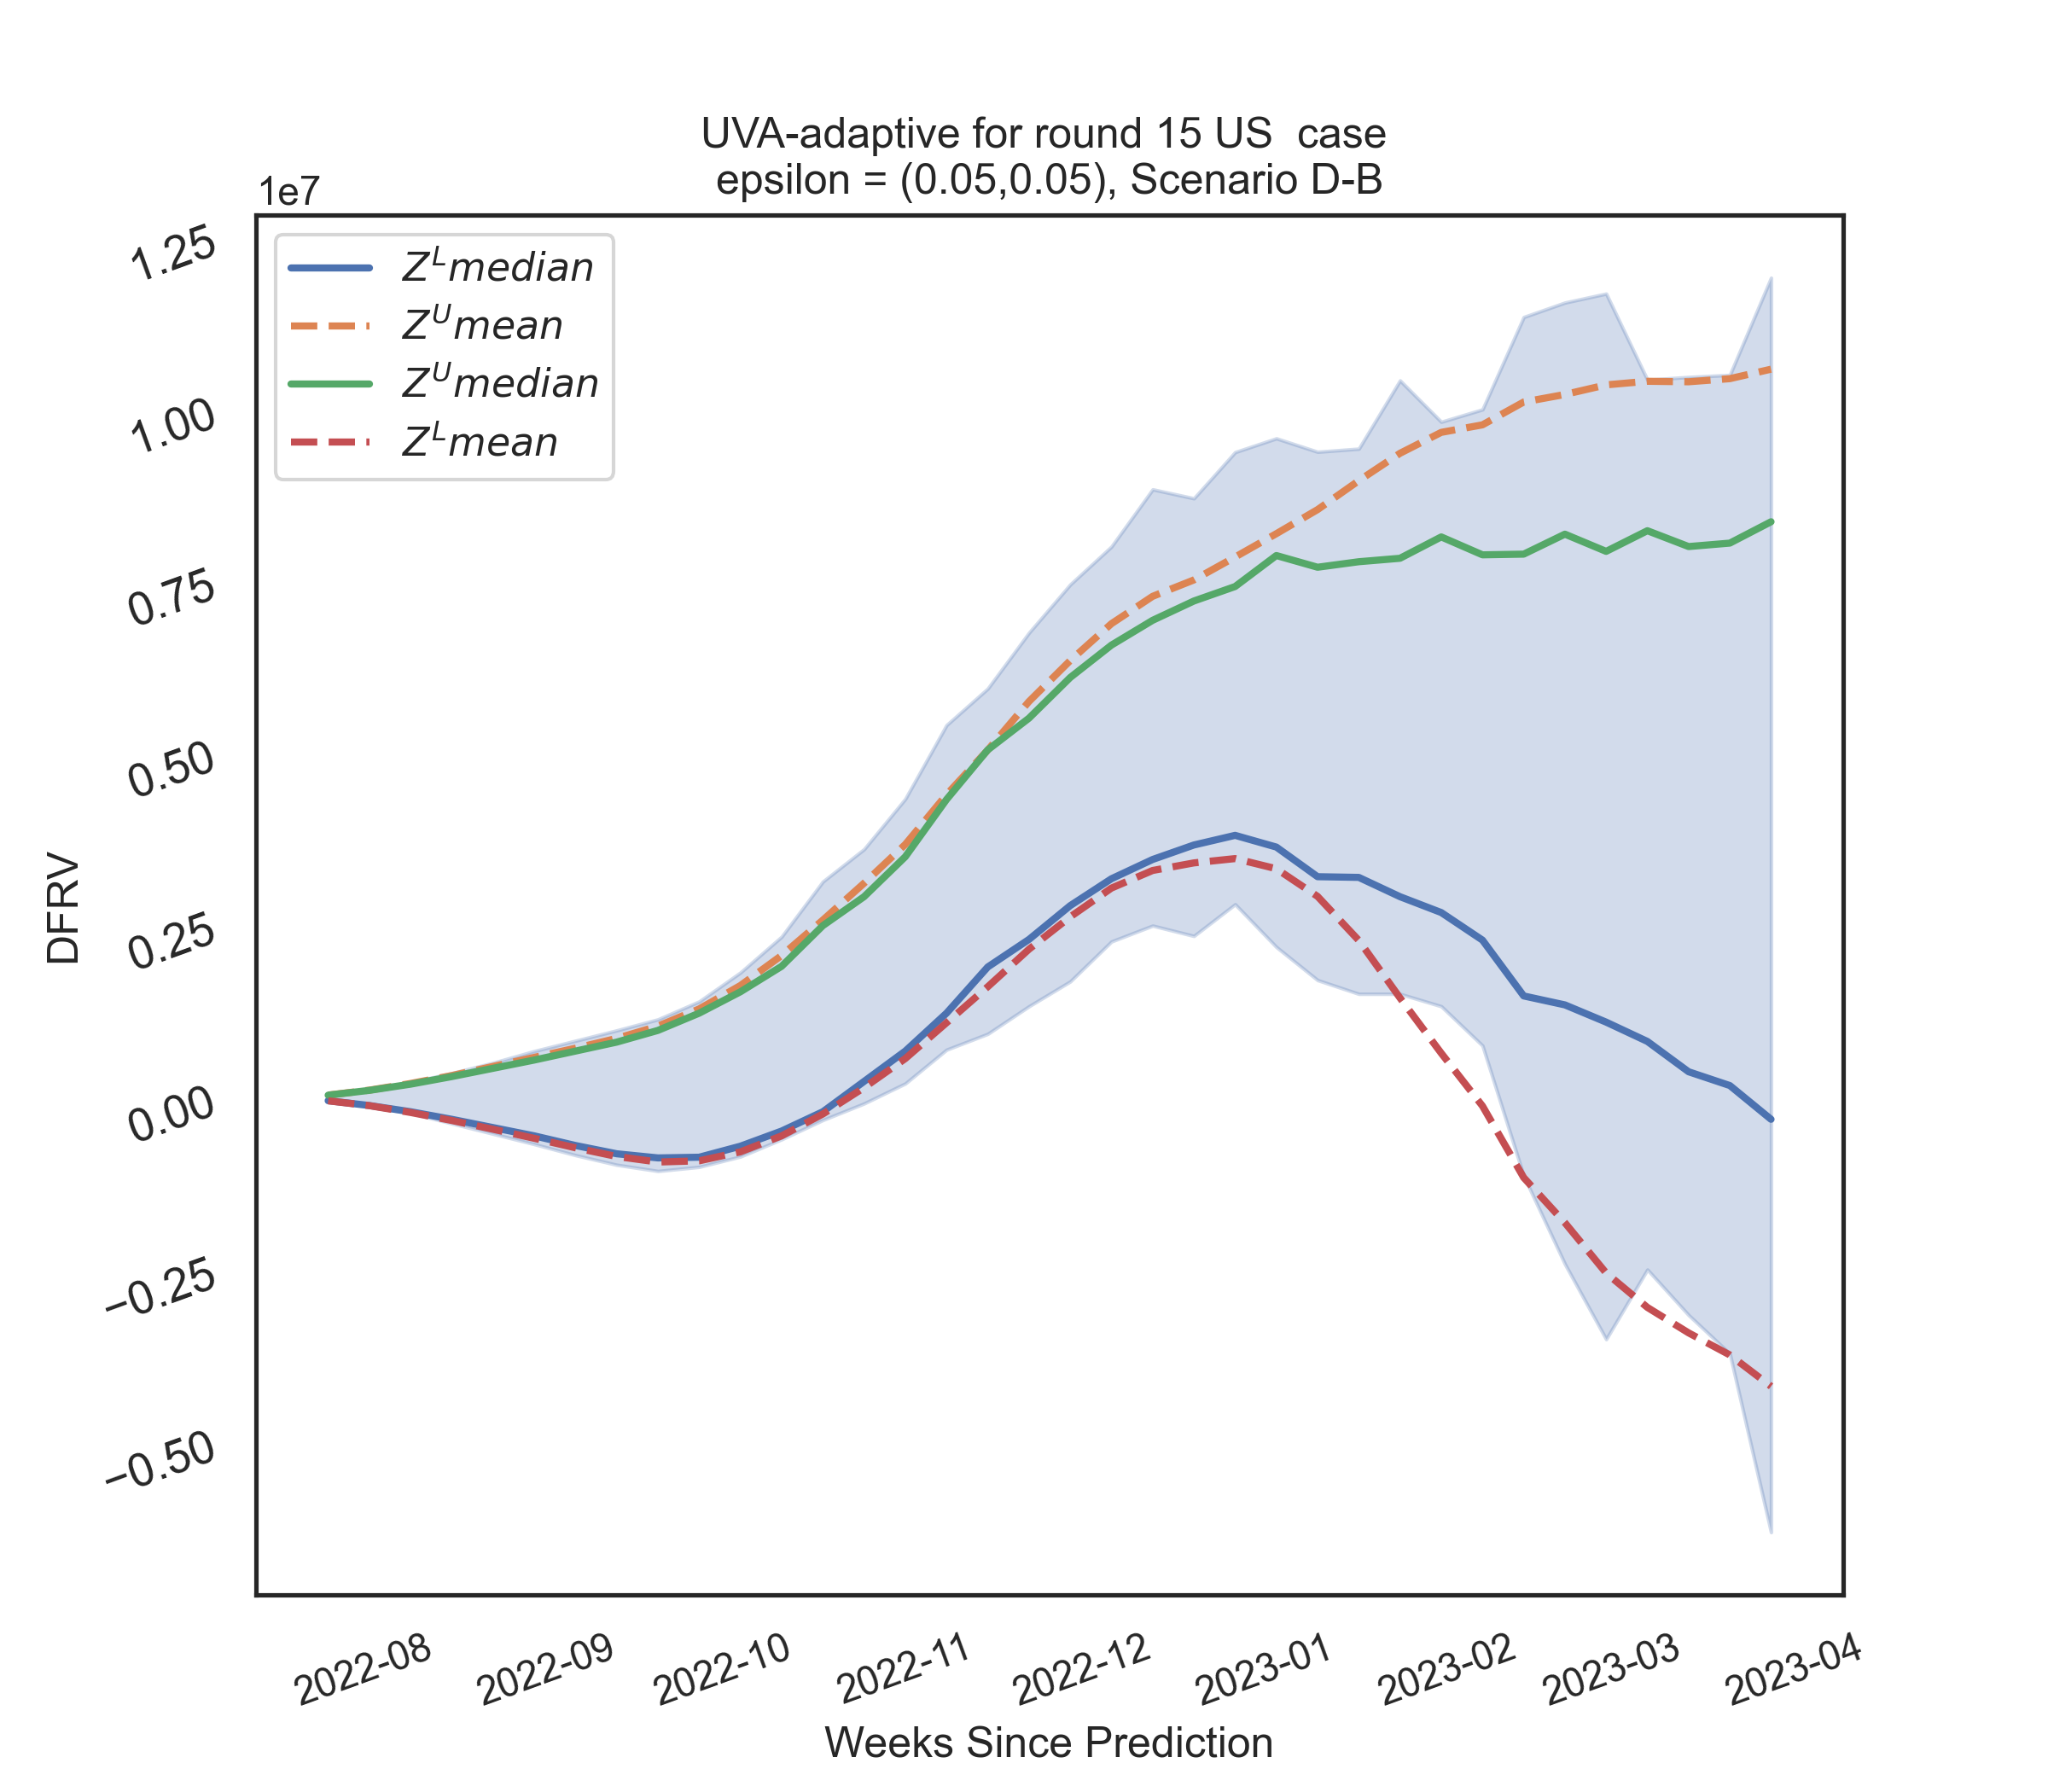 UVA-adaptive for round 15 US  case
epsilon = (0.05,0.05), Scenario D-B
1e7
1.25
1.00
0.75
0.50
0.25
0.00
−0.25
−0.50
DFRV
Z^L median
Z^U mean
Z^U median
Z^L mean
2022-08
2022-09
2022-10
2022-11
2022-12
2023-01
2023-02
2023-03
2023-04
Weeks Since Prediction